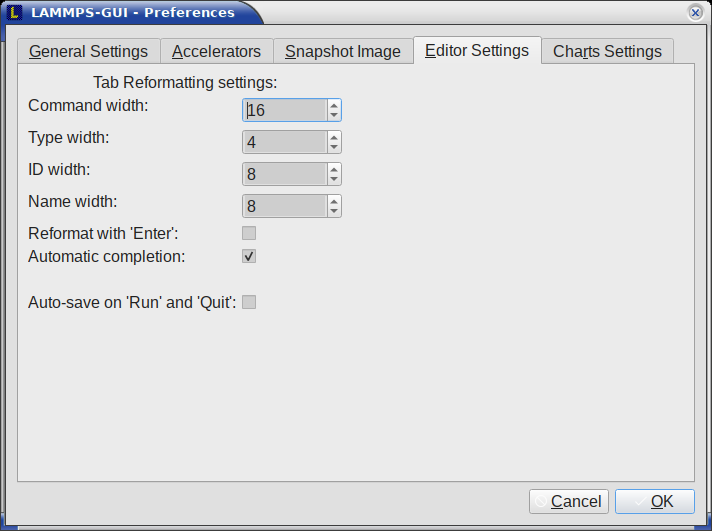 LAMMPS-GUI - Preferences
General Settings Accelerators Snapshot Image Editor Settings Charts Settings
Tab Reformatting settings:
Command width: 16
Type width: 4
ID width: 8
Name width: 8
Reformat with 'Enter':
Automatic completion:
Auto-save on 'Run' and 'Quit':
Cancel OK